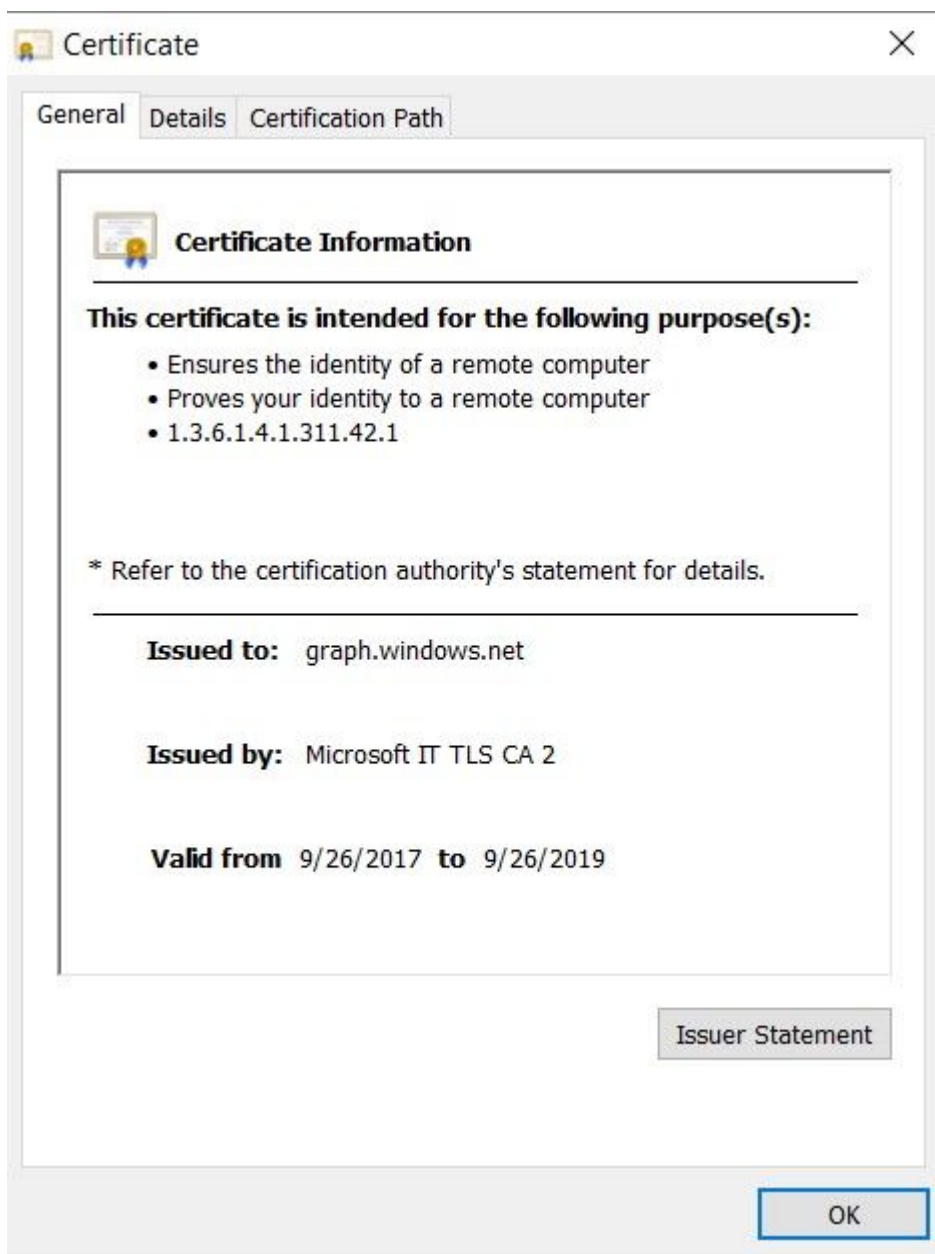 Certificate
General Details Certification Path
Certificate Information
This certificate is intended for the following purpose(s):
• Ensures the identity of a remote computer
• Proves your identity to a remote computer
• 1.3.6.1.4.1.311.42.1
* Refer to the certification authority's statement for details.
Issued to: graph.windows.net
Issued by: Microsoft IT TLS CA 2
Valid from 9/26/2017 to 9/26/2019
Issuer Statement
OK